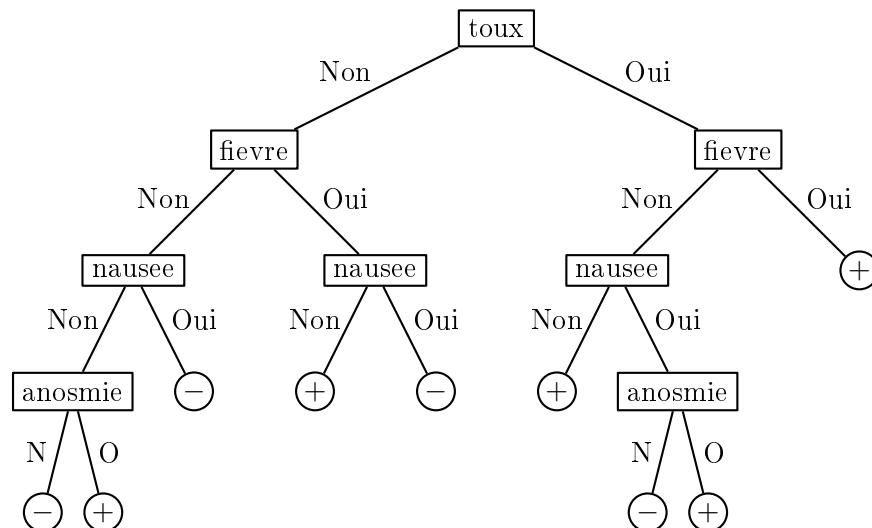 toux
Non Oui
fievre fievre
Non Oui Non Oui
nausee nausee nausee +
Non Oui Non Oui Non Oui
anosmie − + − + anosmie
N O N O
− + − +